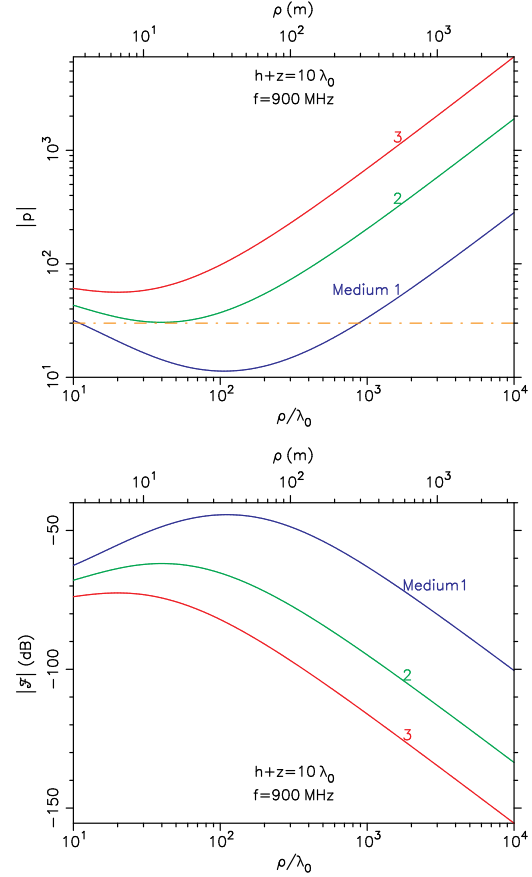 ρ (m)
10¹ 10² 10³
h+z=10 λ₀
f=900 MHz
10³
10²
10¹
|p|
3
2
Medium 1
10¹ 10² 10³ 10⁴
ρ/λ₀
ρ (m)
10¹ 10² 10³
−50
−100
−150
|ℱ| (dB)
Medium1
2
3
h+z=10 λ₀
f=900 MHz
10¹ 10² 10³ 10⁴
ρ/λ₀